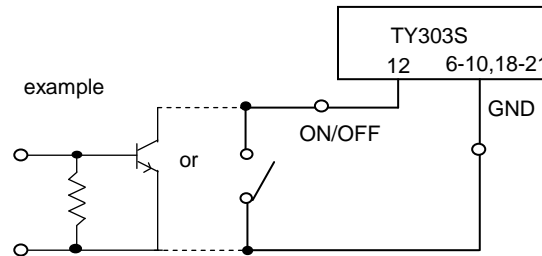 TY303S
12 6-10,18-21
example
GND
ON/OFF
or